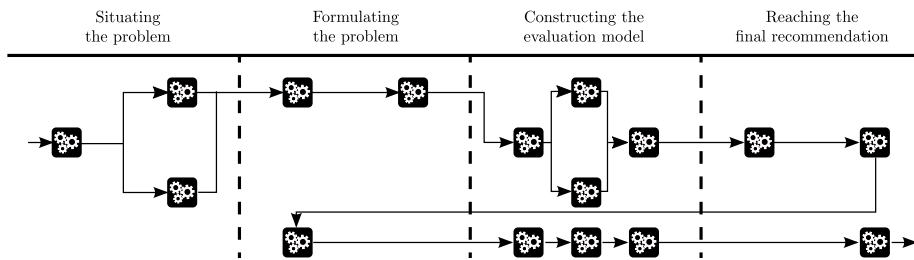 Situating
the problem
Formulating
the problem
Constructing the
evaluation model
Reaching the
final recommendation